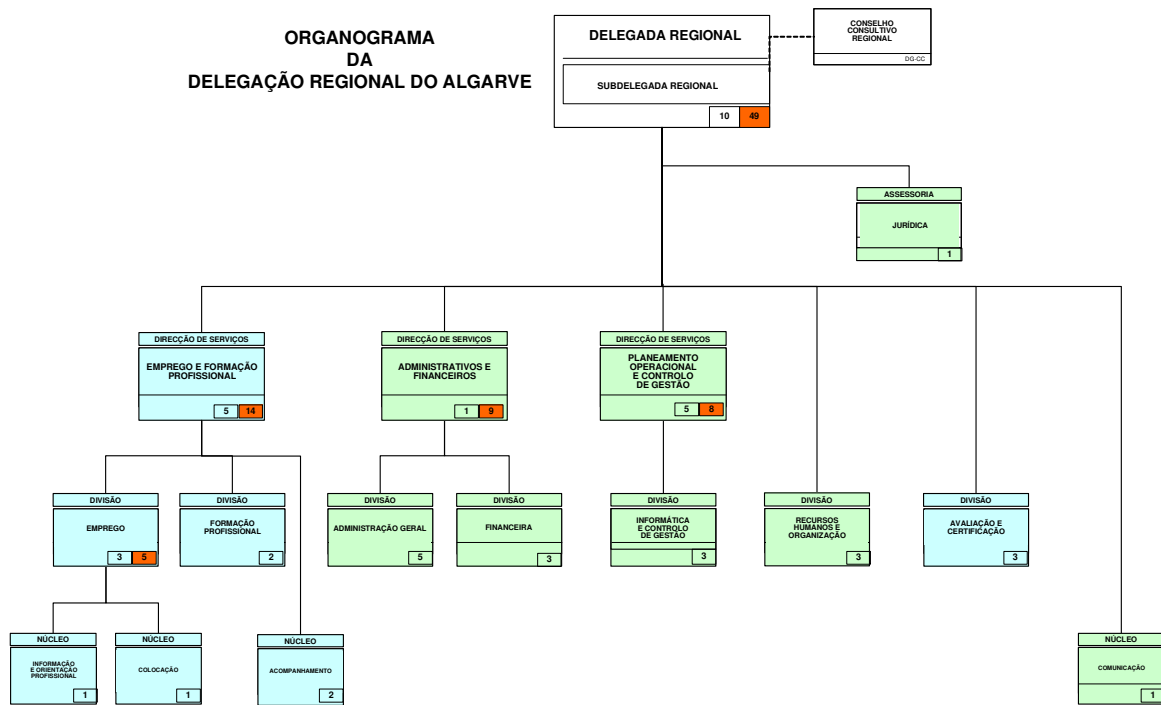 ORGANOGRAMA
DA
DELEGAÇÃO REGIONAL DO ALGARVE
DELEGADA REGIONAL
SUBDELEGADA REGIONAL
10 49
CONSELHO
CONSULTIVO
REGIONAL
DG-CC
ASSESSORIA
JURÍDICA
1
DIRECÇÃO DE SERVIÇOS
EMPREGO E FORMAÇÃO
PROFISSIONAL
5 14
DIRECÇÃO DE SERVIÇOS
ADMINISTRATIVOS E
FINANCEIROS
1 9
DIRECÇÃO DE SERVIÇOS
PLANEAMENTO
OPERACIONAL
E CONTROLO
DE GESTÃO
5 8
DIVISÃO
EMPREGO
3 5
DIVISÃO
FORMAÇÃO
PROFISSIONAL
2
DIVISÃO
ADMINISTRAÇÃO GERAL
5
DIVISÃO
FINANCEIRA
3
DIVISÃO
INFORMÁTICA
E CONTROLO
DE GESTÃO
3
DIVISÃO
RECURSOS
HUMANOS E
ORGANIZAÇÃO
3
DIVISÃO
AVALIAÇÃO E
CERTIFICAÇÃO
3
NÚCLEO
INFORMAÇÃO
E ORIENTAÇÃO
PROFISSIONAL
1
NÚCLEO
COLOCAÇÃO
1
NÚCLEO
ACOMPANHAMENTO
2
NÚCLEO
COMUNICAÇÃO
1